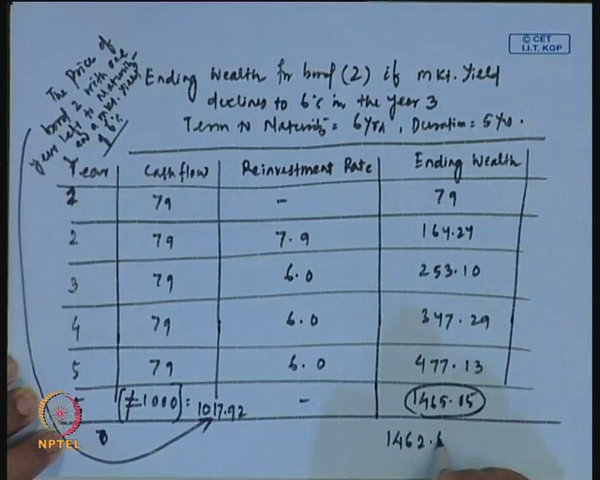 © CET
I.I.T. KGP
The Price of
bond 2 with one
year left to Maturity
and a mkt. yield
of 6%
Ending Wealth for bond (2) if mkt. yield
declines to 6% in the year 3
Term to Maturity = 6 yrs, Duration = 5 yrs.
Year Cash flow Reinvestment Rate Ending Wealth
79 - 79
2 79 7.9 164.24
3 79 6.0 253.10
4 79 6.0 347.29
5 79 6.0 477.13
1000 = 1017.92 - 1465.05
1462.
NPTEL